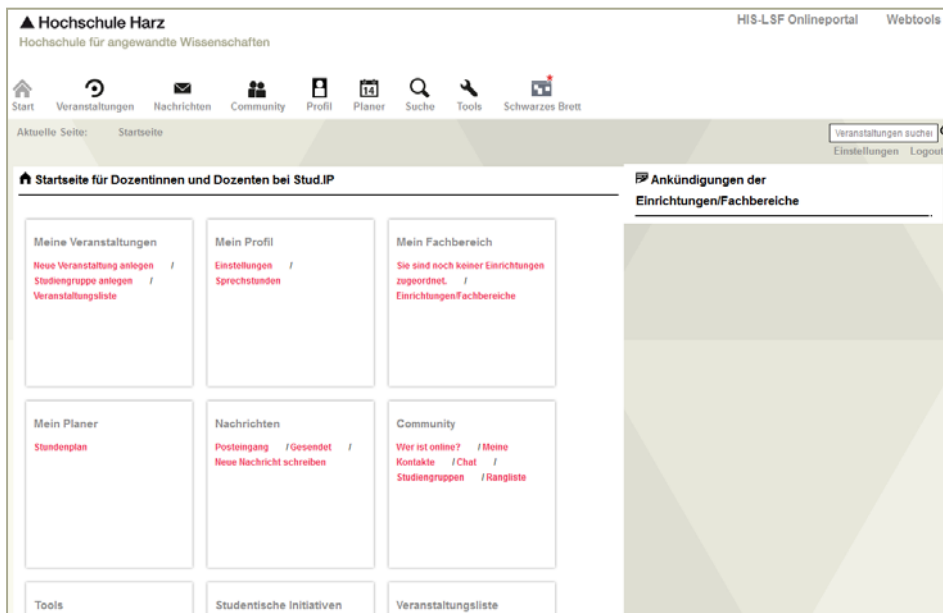 Hochschule Harz
HIS-LSF Onlineportal Webtools
Hochschule für angewandte Wissenschaften
14
Start Veranstaltungen Nachrichten Community Profil Planer Suche Tools Schwarzes Brett
Aktuelle Seite: Startseite
Veranstaltungen
Einstellungen Logout
Startseite für Dozentinnen und Dozenten bei Stud.IP
Ankündigungen der
Einrichtungen/Fachbereiche
Meine Veranstaltungen
Neue Veranstaltung anlegen /
Studiengruppe anlegen /
Veranstaltungsliste
Mein Profil
Einstellungen /
Sprechstunden
Mein Fachbereich
Sie sind noch keiner Einrichtungen
zugeordnet. /
Einrichtungen/Fachbereiche
Mein Planer
Stundenplan
Nachrichten
Posteingang / Gesendet /
Neue Nachricht schreiben
Community
Wer ist online? / Meine
Kontakte / Chat /
Studiengruppen / Rangliste
Tools
Studentische Initiativen
Veranstaltungsliste